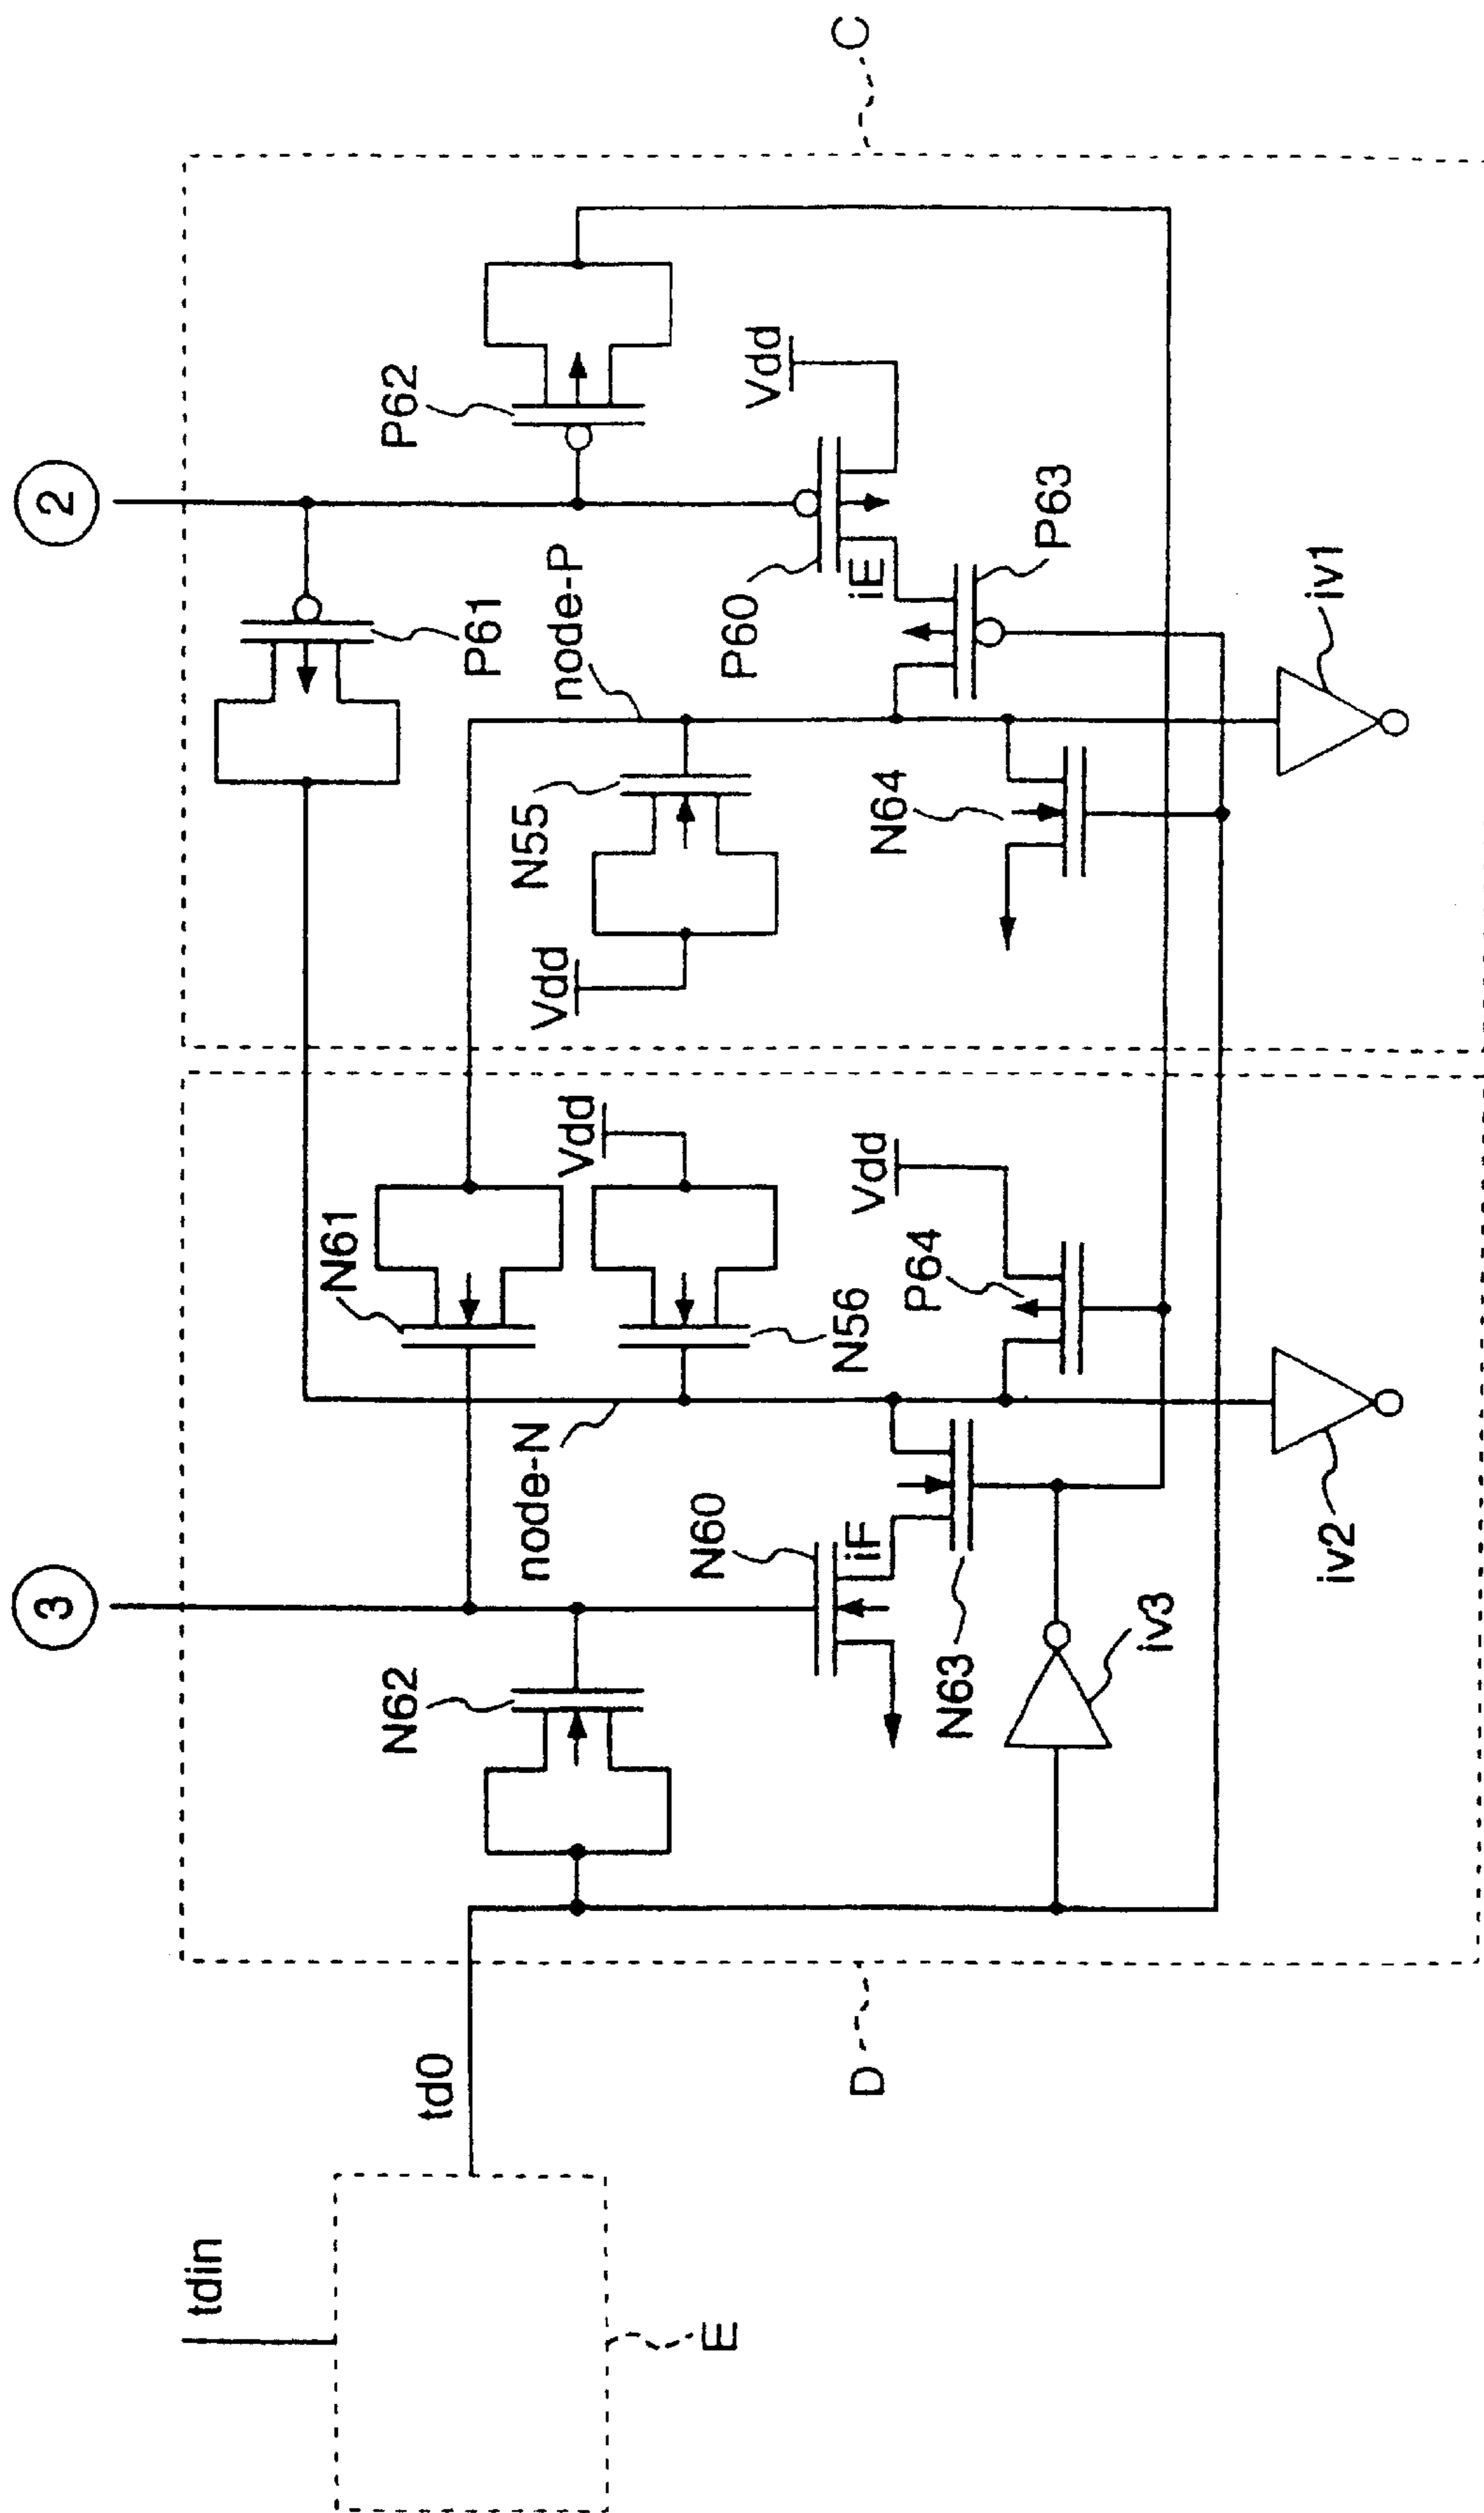 2
3
C
P62
Vdd
P61
node-P
P60
iE
P63
iv1
N55
N64
Vdd
N61
Vdd
Vdd
N56
P64
node-N
N60
iF
iv2
N62
N63
iv3
D
td0
tdin
E